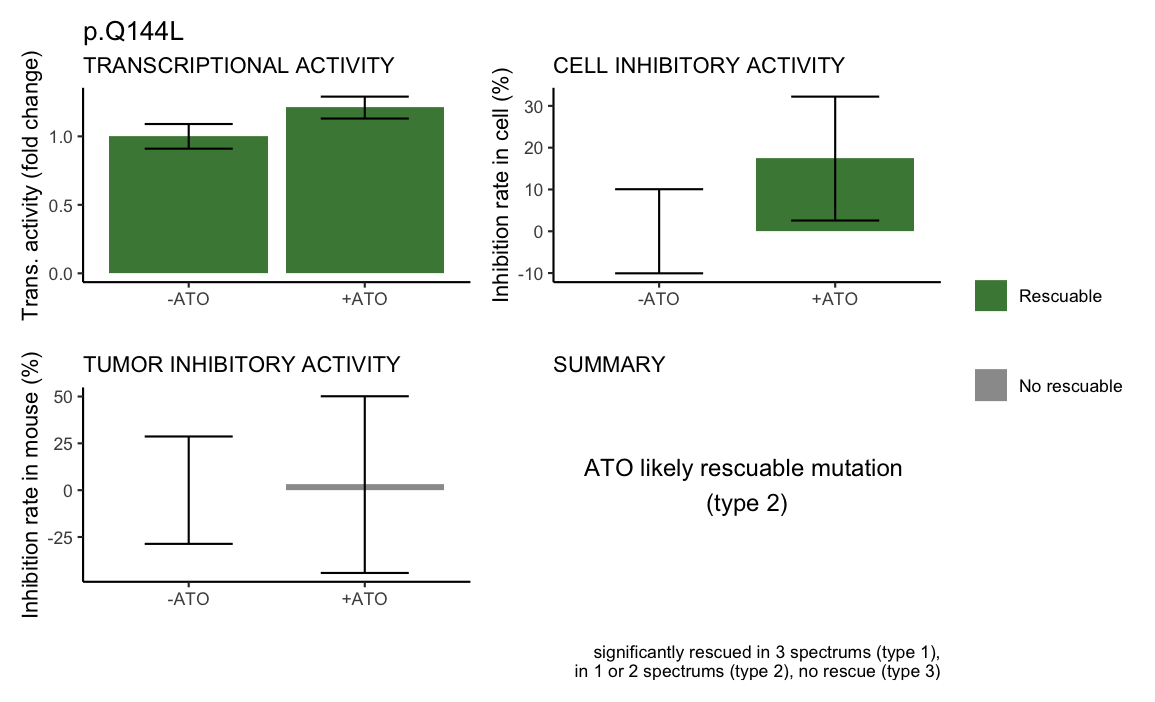 p.Q144L
TRANSCRIPTIONAL ACTIVITY
Trans. activity (fold change)
1.0
0.5
0.0
-ATO
+ATO
CELL INHIBITORY ACTIVITY
Inhibition rate in cell (%)
30
20
10
0
-10
-ATO
+ATO
Rescuable
No rescuable
TUMOR INHIBITORY ACTIVITY
Inhibition rate in mouse (%)
50
25
0
-25
-ATO
+ATO
SUMMARY
ATO likely rescuable mutation
(type 2)
significantly rescued in 3 spectrums (type 1),
in 1 or 2 spectrums (type 2), no rescue (type 3)